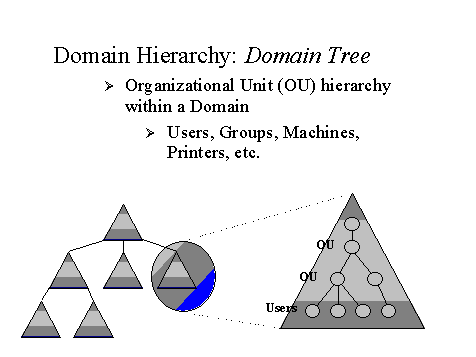 Domain Hierarchy: Domain Tree
Organizational Unit (OU) hierarchy
within a Domain
Users, Groups, Machines,
Printers, etc.
OU
OU
Users